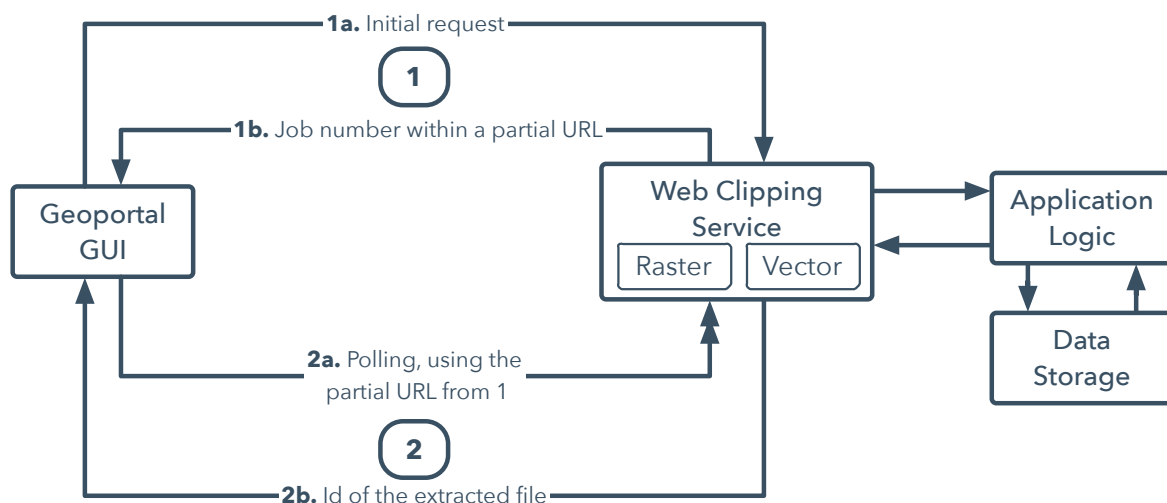 1a. Initial request
1
1b. Job number within a partial URL
Geoportal
GUI
Web Clipping
Service
Raster
Vector
Application
Logic
Data
Storage
2a. Polling, using the
partial URL from 1
2
2b. Id of the extracted file